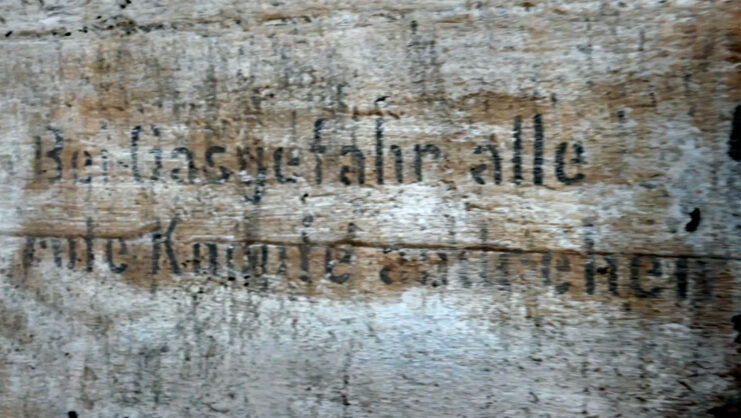 Bei Gasgefahr alle
rote Knöpfe